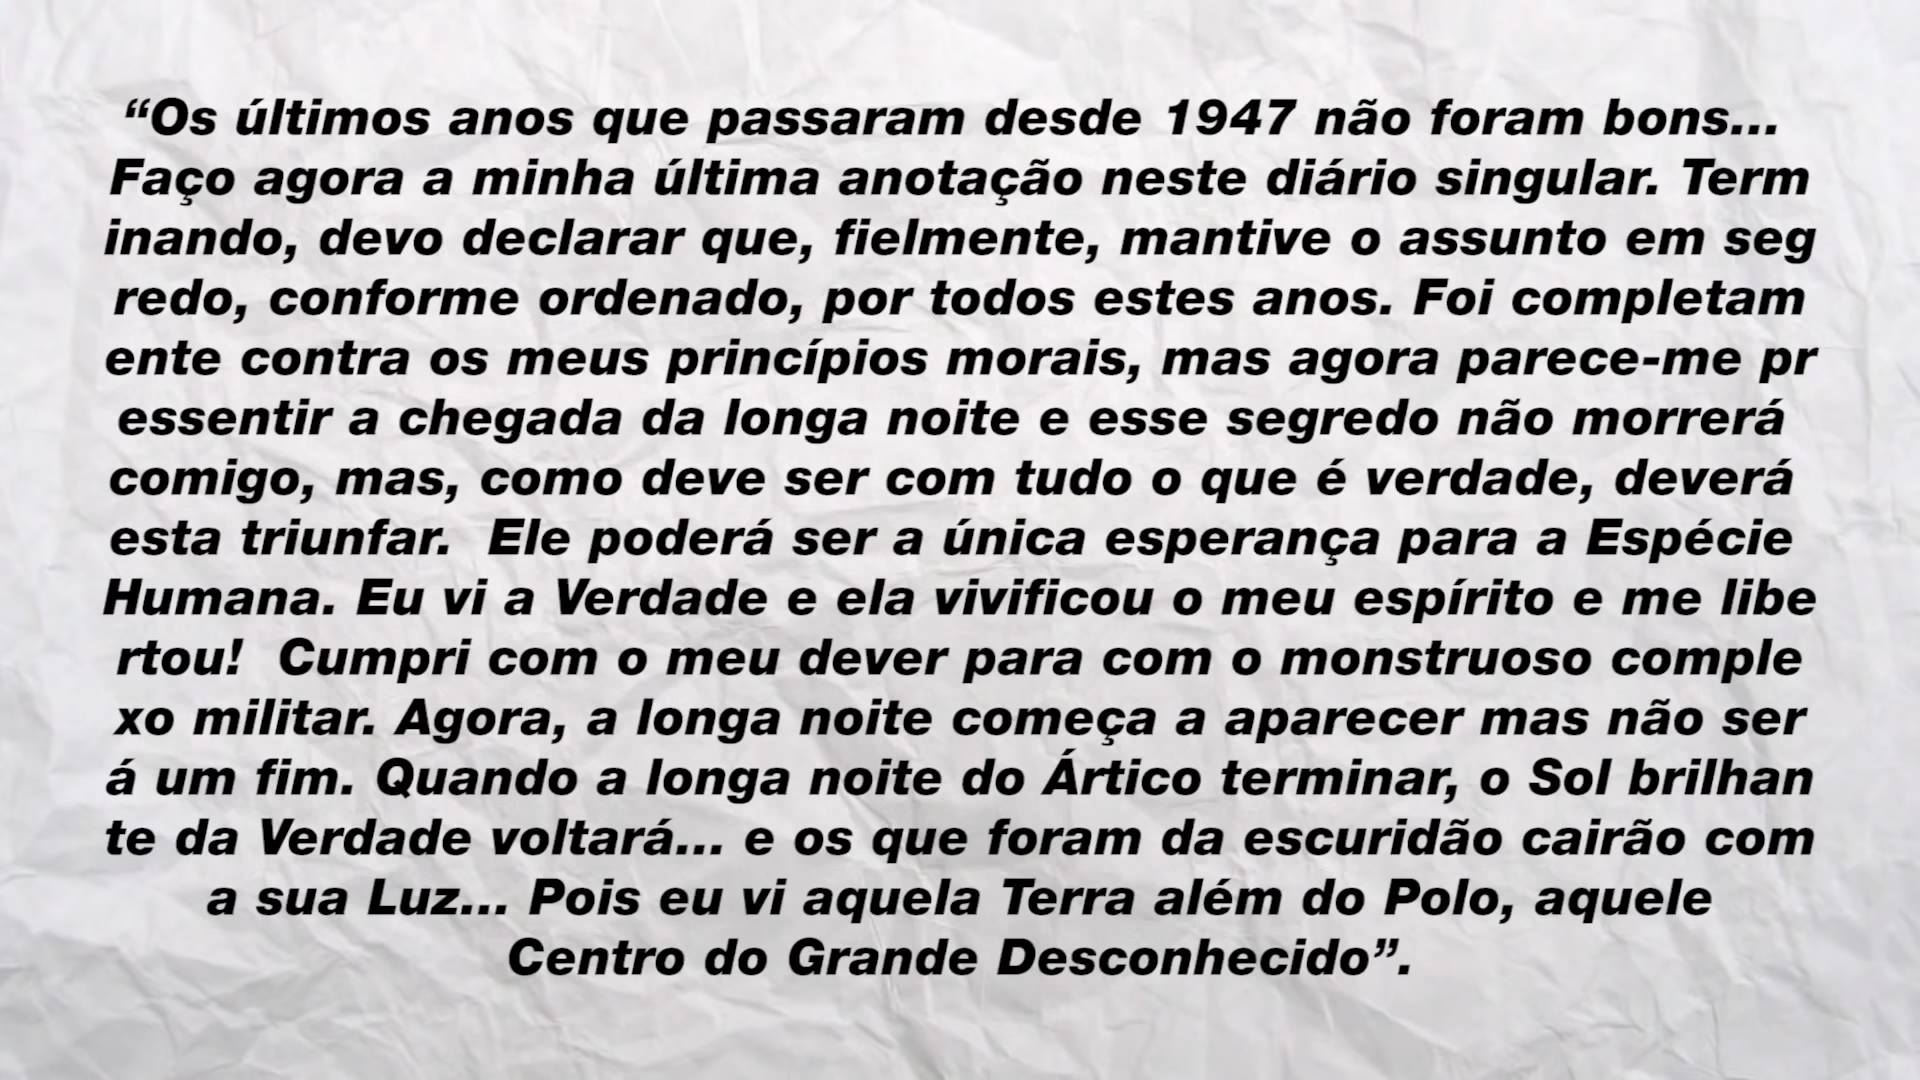 “Os últimos anos que passaram desde 1947 não foram bons...
Faço agora a minha última anotação neste diário singular. Term
inando, devo declarar que, fielmente, mantive o assunto em seg
redo, conforme ordenado, por todos estes anos. Foi completam
ente contra os meus princípios morais, mas agora parece-me pr
essentir a chegada da longa noite e esse segredo não morrerá
comigo, mas, como deve ser com tudo o que é verdade, deverá
esta triunfar.  Ele poderá ser a única esperança para a Espécie
Humana. Eu vi a Verdade e ela vivificou o meu espírito e me libe
rtou!  Cumpri com o meu dever para com o monstruoso comple
xo militar. Agora, a longa noite começa a aparecer mas não ser
á um fim. Quando a longa noite do Ártico terminar, o Sol brilhan
te da Verdade voltará... e os que foram da escuridão cairão com
a sua Luz... Pois eu vi aquela Terra além do Polo, aquele
Centro do Grande Desconhecido”.